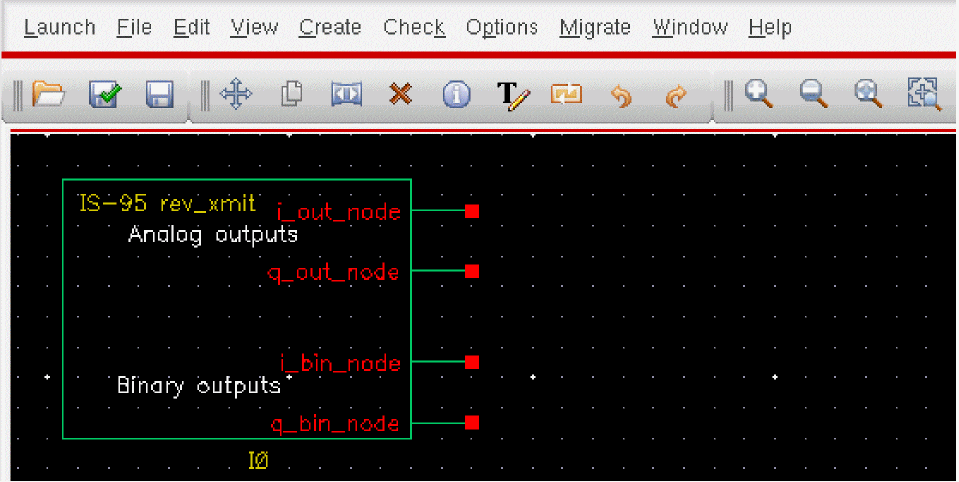 Launch File Edit View Create Check Options Migrate Window Help
T
IS-95 rev_xmit
i_out_node
Analog outputs
q_out_node
i_bin_node
Binary outputs
q_bin_node
I0